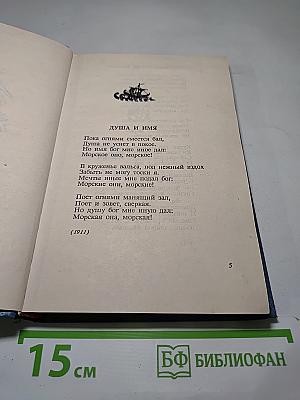 ДУША И ИМЯ
Пока огнями смеется бал,
Душа не уснет в покое.
Но имя бог мне иное дал:
Морское оно, морское!
В круженье вальса, под нежный вздох
Забыть не могу тоски я.
Мечты иные мне подал бог:
Морские они, морские!
Поет огнями манящий зал,
Поет и зовет, сверкая.
Но душу бог мне иную дал:
Морская она, морская!
(1911)
5
15 см
БФ БИБЛИОФАН